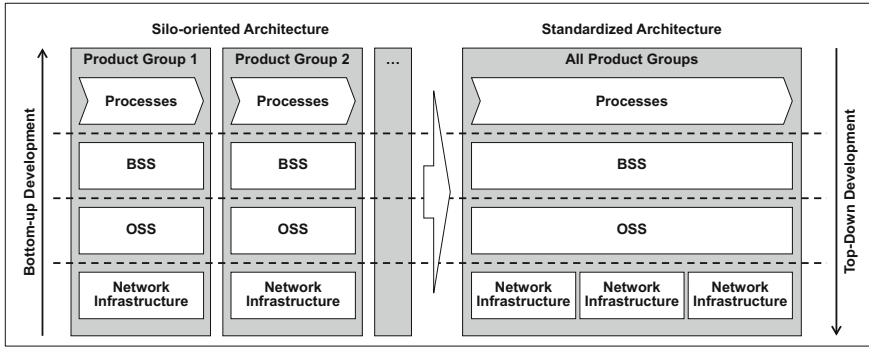 Silo-oriented Architecture
Standardized Architecture
Bottom-up Development
Product Group 1
Processes
BSS
OSS
Network
Infrastructure
Product Group 2
Processes
BSS
OSS
Network
Infrastructure
...
All Product Groups
Processes
BSS
OSS
Network
Infrastructure
Network
Infrastructure
Network
Infrastructure
Top-Down Development